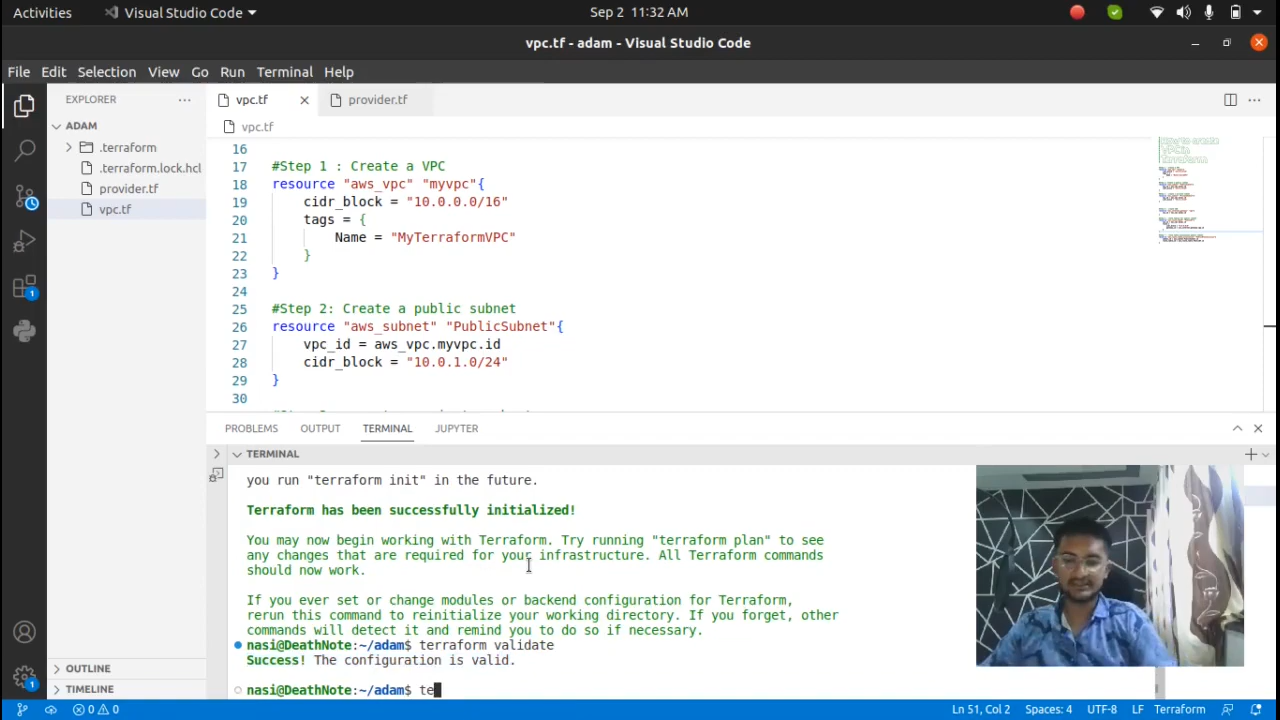 Activities
Visual Studio Code
Sep 2 11:32 AM
vpc.tf - adam - Visual Studio Code
File Edit Selection View Go Run Terminal Help
EXPLORER
vpc.tf
provider.tf
ADAM
vpc.tf
.terraform
.terraform.lock.hcl
provider.tf
vpc.tf
16
17 #Step 1 : Create a VPC
18 resource "aws_vpc" "myvpc"{
19 cidr_block = "10.0.0.0/16"
20 tags = {
21 Name = "MyTerraformVPC"
22 }
23 }
24
25 #Step 2: Create a public subnet
26 resource "aws_subnet" "PublicSubnet"{
27 vpc_id = aws_vpc.myvpc.id
28 cidr_block = "10.0.1.0/24"
29 }
30
1
PROBLEMS OUTPUT TERMINAL JUPYTER
TERMINAL
you run "terraform init" in the future.
Terraform has been successfully initialized!
You may now begin working with Terraform. Try running "terraform plan" to see
any changes that are required for your infrastructure. All Terraform commands
should now work.
If you ever set or change modules or backend configuration for Terraform,
rerun this command to reinitialize your working directory. If you forget, other
commands will detect it and remind you to do so if necessary.
nasi@DeathNote:~/adam$ terraform validate
Success! The configuration is valid.
nasi@DeathNote:~/adam$ te
OUTLINE
TIMELINE
1
0 0
Ln 51, Col 2 Spaces: 4 UTF-8 LF Terraform